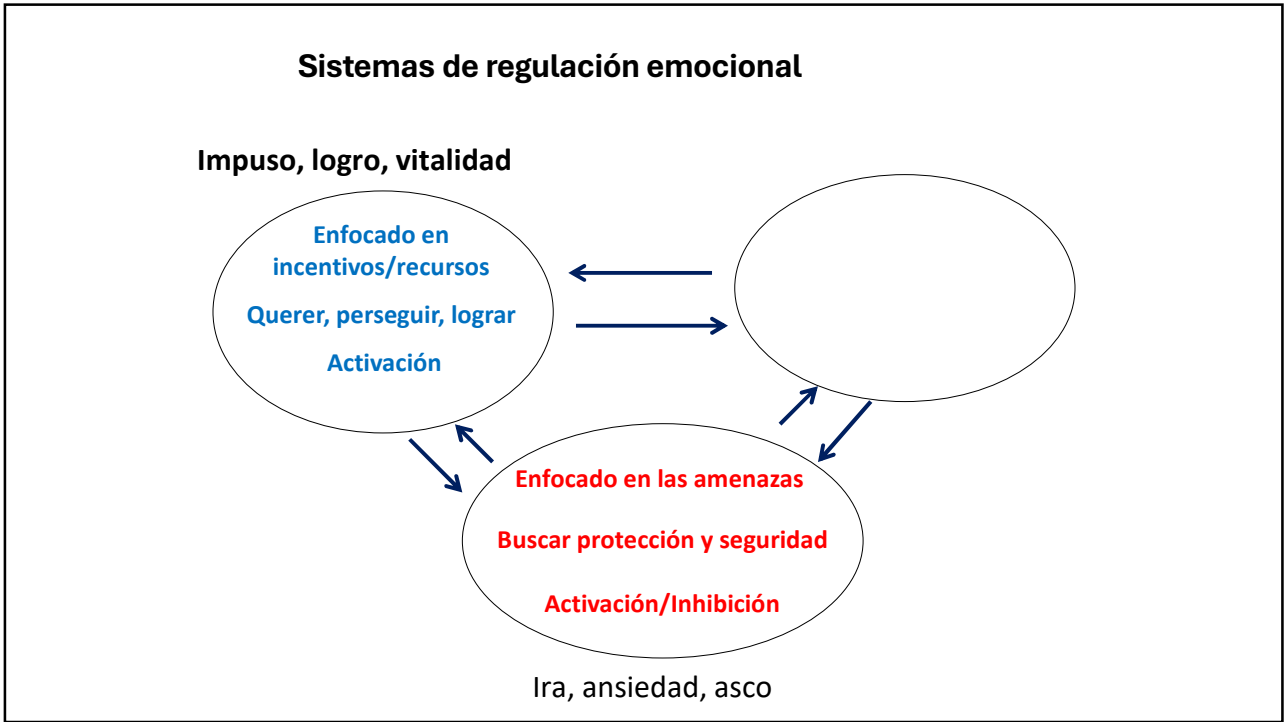 Sistemas de regulación emocional
Impuso, logro, vitalidad
Enfocado en
incentivos/recursos
Querer, perseguir, lograr
Activación
Enfocado en las amenazas
Buscar protección y seguridad
Activación/Inhibición
Ira, ansiedad, asco